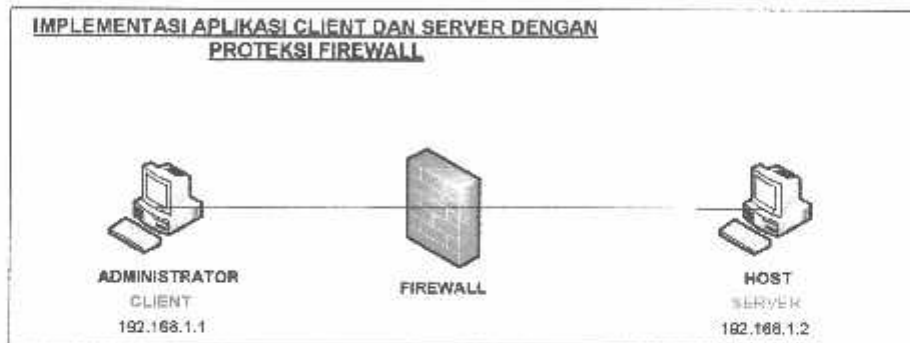 IMPLEMENTASI APLIKASI CLIENT DAN SERVER DENGAN
PROTEKSI FIREWALL
ADMINISTRATOR
CLIENT
192.168.1.1
FIREWALL
HOST
SERVER
192.168.1.2